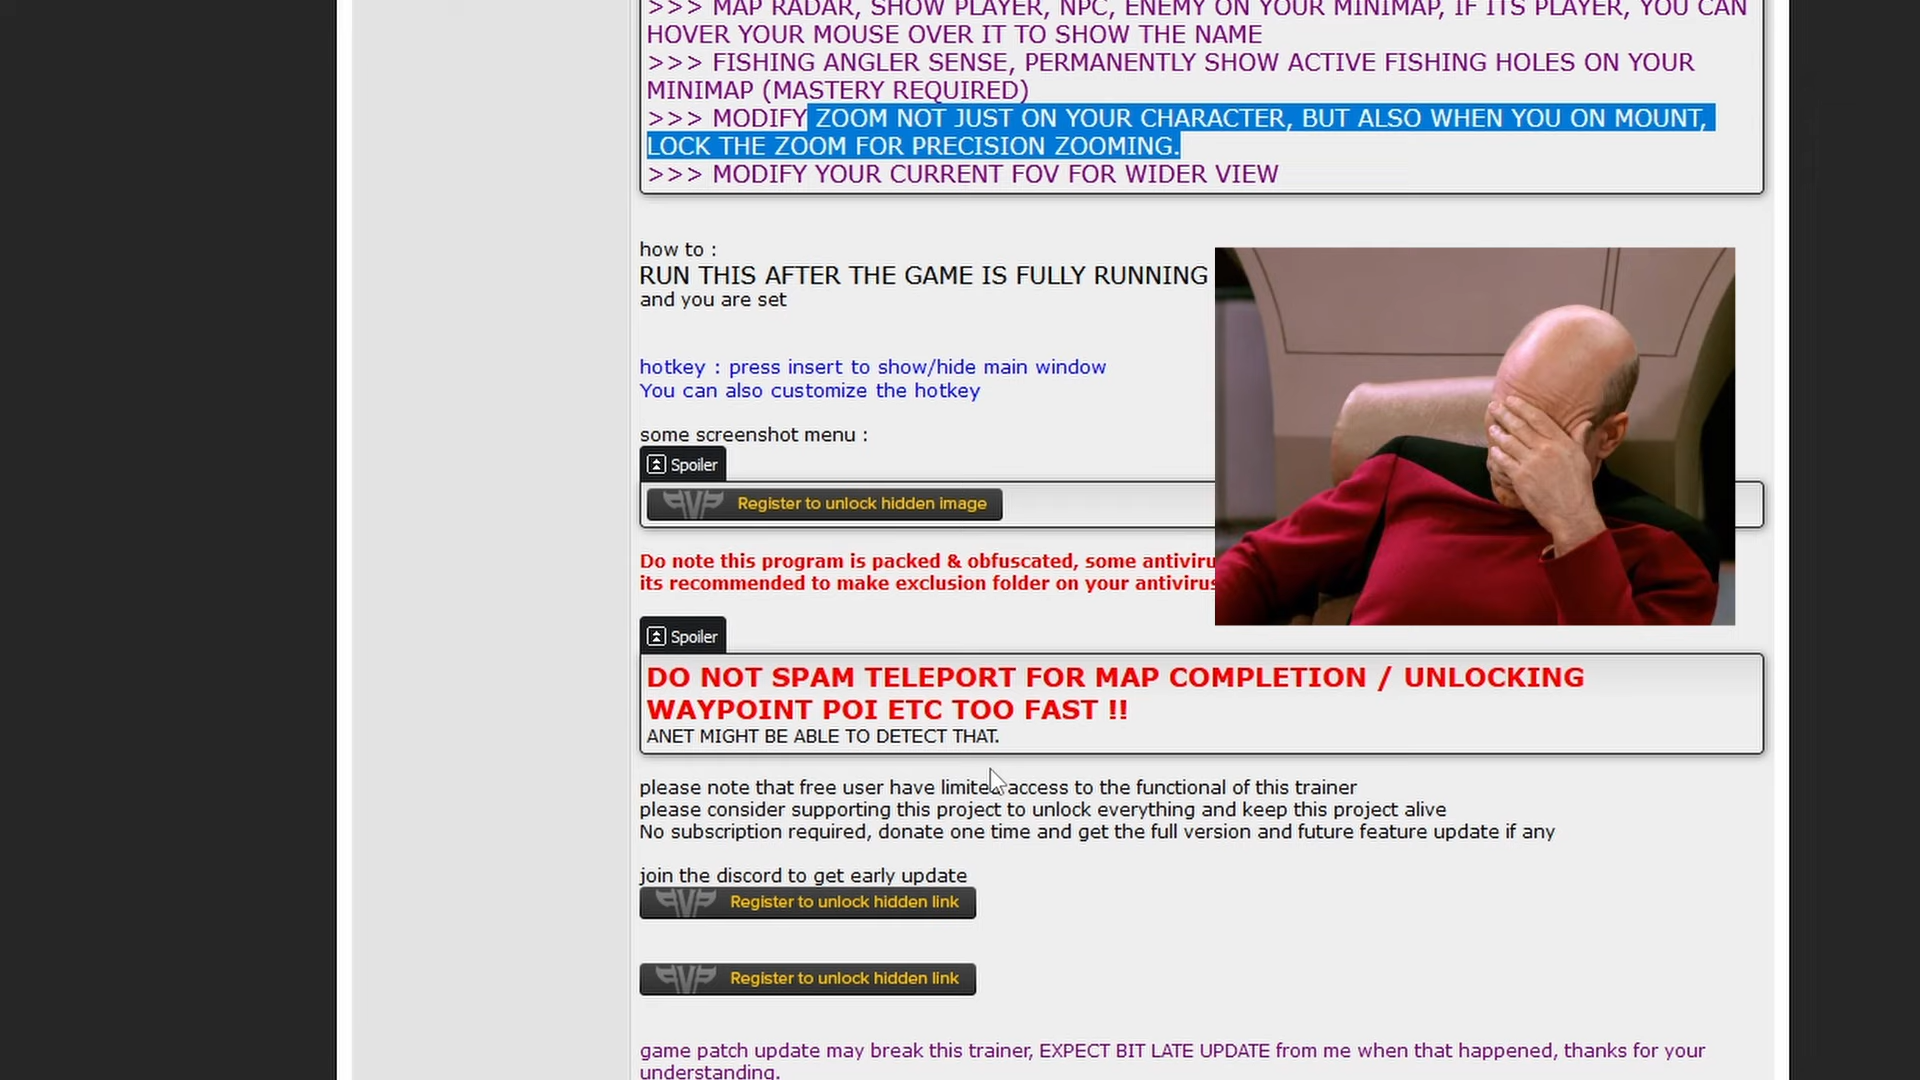 >>> MAP RADAR, SHOW PLAYER, NPC, ENEMY ON YOUR MINIMAP, IF ITS PLAYER, YOU CAN
HOVER YOUR MOUSE OVER IT TO SHOW THE NAME
>>> FISHING ANGLER SENSE, PERMANENTLY SHOW ACTIVE FISHING HOLES ON YOUR
MINIMAP (MASTERY REQUIRED)
>>> MODIFY ZOOM NOT JUST ON YOUR CHARACTER, BUT ALSO WHEN YOU ON MOUNT,
LOCK THE ZOOM FOR PRECISION ZOOMING.
>>> MODIFY YOUR CURRENT FOV FOR WIDER VIEW
how to :
RUN THIS AFTER THE GAME IS FULLY RUNNING
and you are set
hotkey : press insert to show/hide main window
You can also customize the hotkey
some screenshot menu :
Spoiler
Register to unlock hidden image
Do note this program is packed & obfuscated, some
its recommended to make exclusion folder on your
Spoiler
DO NOT SPAM TELEPORT FOR MAP COMPLETION / UNLOCKING
WAYPOINT POI ETC TOO FAST !!
ANET MIGHT BE ABLE TO DETECT THAT.
please note that free user have limited access to the functional of this trainer
please consider supporting this project to unlock everything and keep this project alive
No subscription required, donate one time and get the full version and future feature update if any
join the discord to get early update
Register to unlock hidden link
Register to unlock hidden link
game patch update may break this trainer, EXPECT BIT LATE UPDATE from me when that happened, thanks for your
understanding.